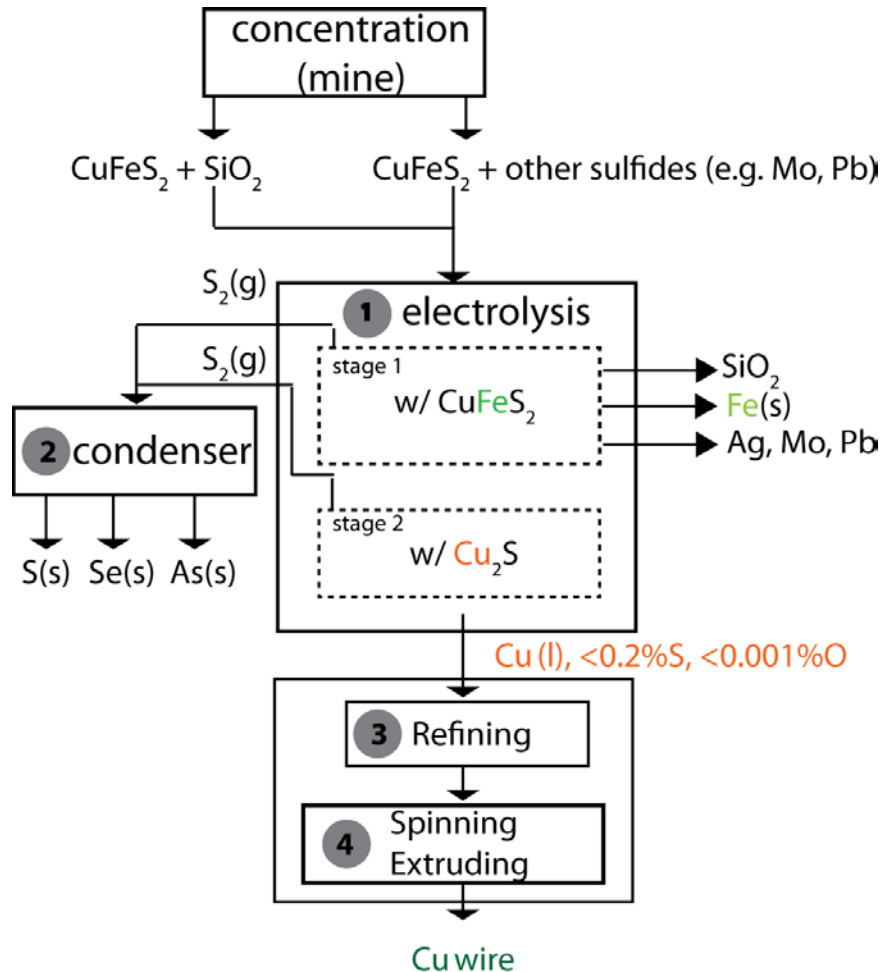 concentration
(mine)
CuFeS₂ + SiO₂
CuFeS₂ + other sulfides (e.g. Mo, Pb)
S₂(g)
1 electrolysis
S₂(g)
stage 1
w/ CuFeS₂
SiO₂
Fe(s)
Ag, Mo, Pb
2 condenser
stage 2
w/ Cu₂S
S(s) Se(s) As(s)
Cu (l), <0.2%S, <0.001%O
3 Refining
4 Spinning
Extruding
Cu wire